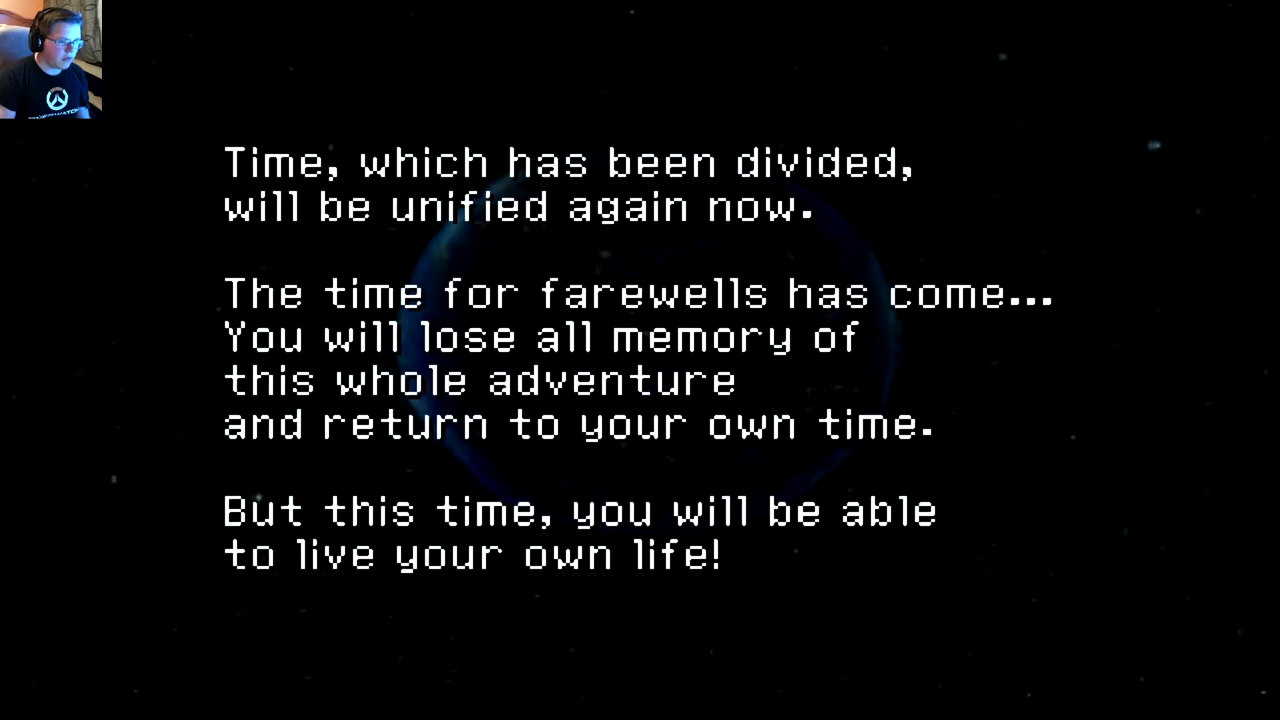 Time, which has been divided,
will be unified again now.
The time for farewells has come...
You will lose all memory of
this whole adventure
and return to your own time.
But this time, you will be able
to live your own life!